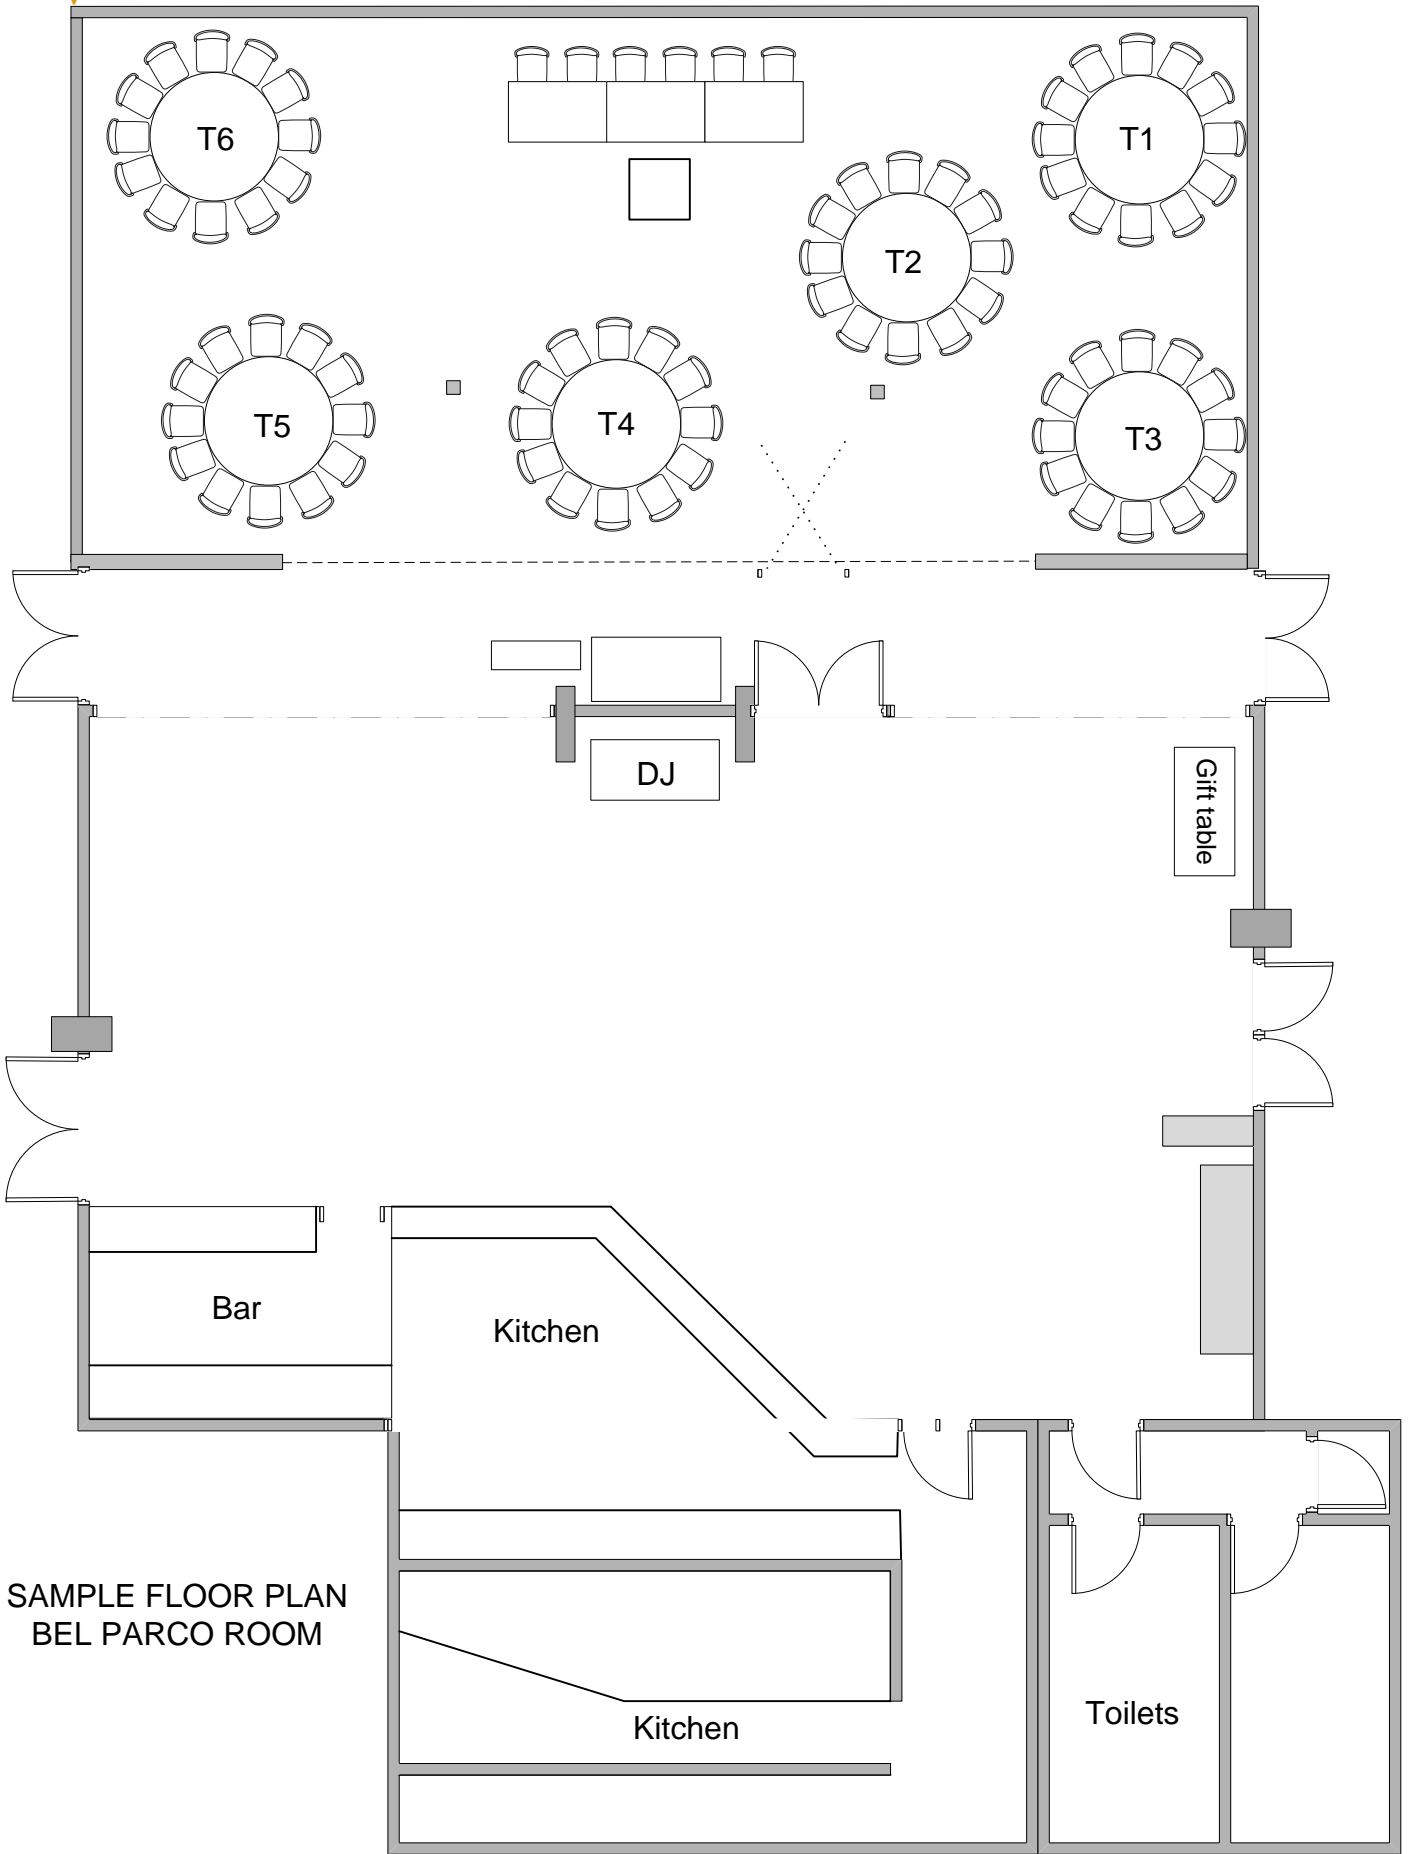 T6
T1
T2
T5
T4
T3
DJ
Gift table
Bar
Kitchen
SAMPLE FLOOR PLAN
BEL PARCO ROOM
Toilets
Kitchen